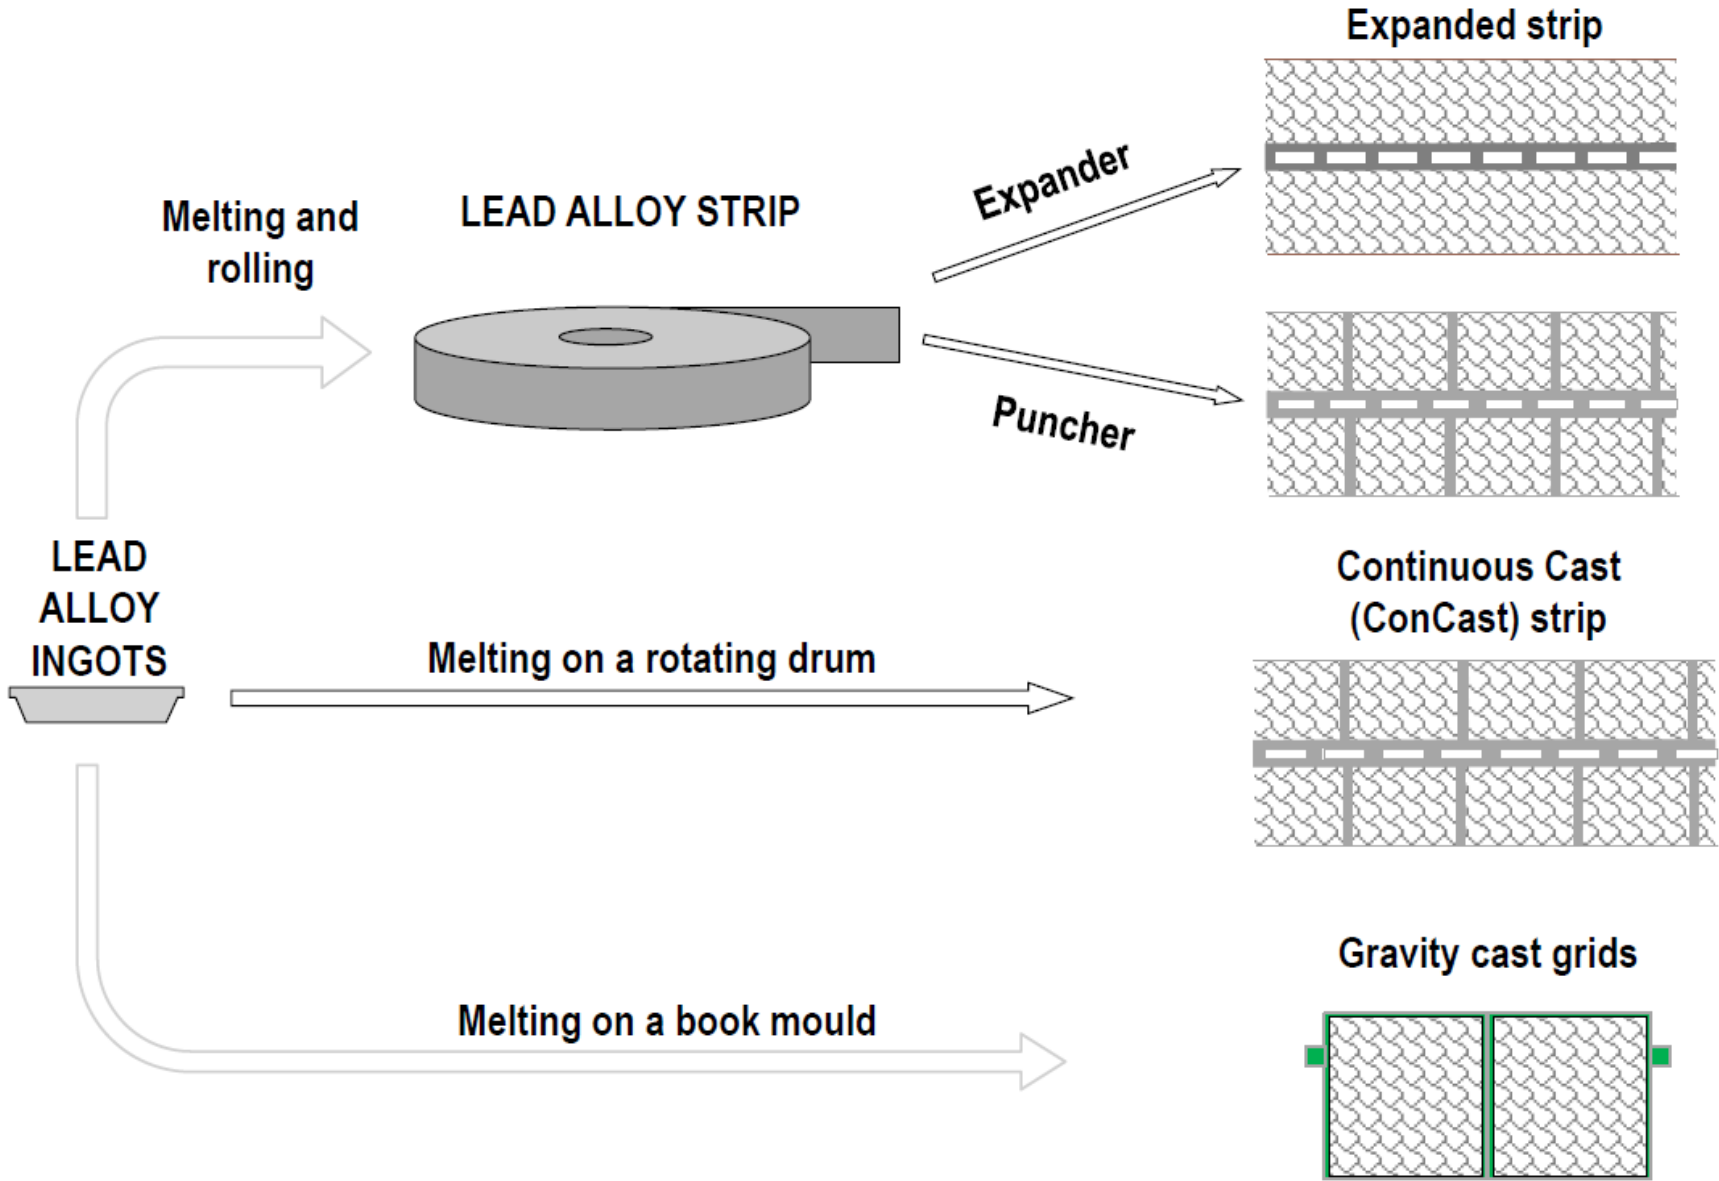 Expanded strip
Expander
Melting and
rolling
LEAD ALLOY STRIP
Puncher
LEAD
ALLOY
INGOTS
Continuous Cast
(ConCast) strip
Melting on a rotating drum
Gravity cast grids
Melting on a book mould